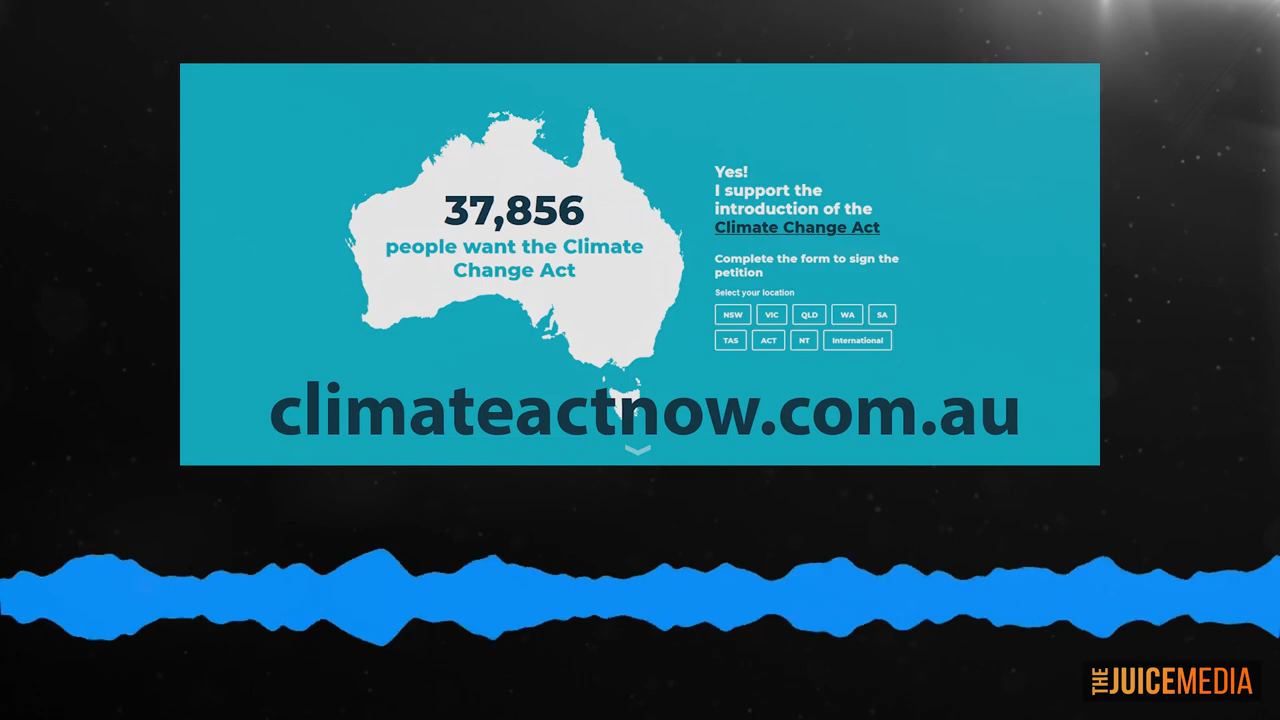 37,856
people want the Climate
Change Act
Yes!
I support the
introduction of the
Climate Change Act
Complete the form to sign the
petition
Select your location
NSW VIC QLD WA SA
TAS ACT NT International
climateactnow.com.au
THE JUICEMEDIA